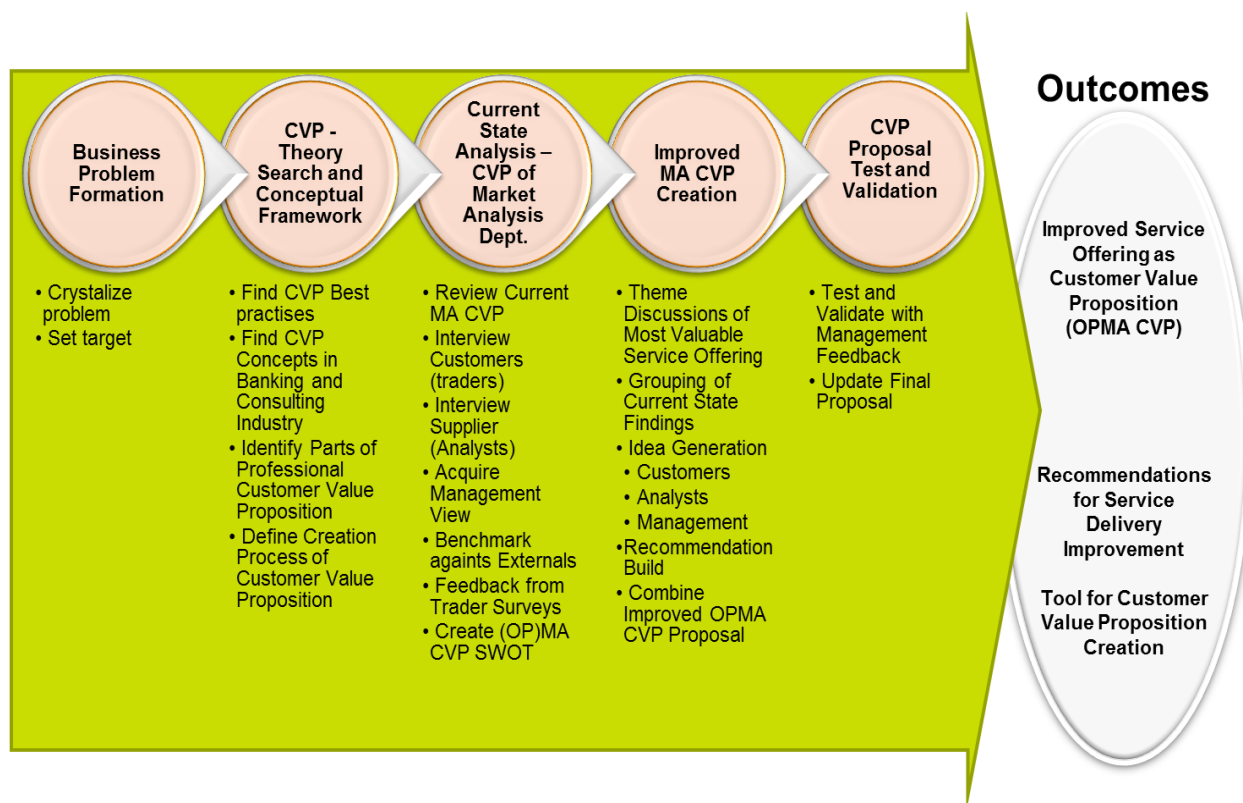 Outcomes
Business
Problem
Formation
CVP -
Theory
Search and
Conceptual
Framework
Current
State
Analysis –
CVP of
Market
Analysis
Dept.
Improved
MA CVP
Creation
CVP
Proposal
Test and
Validation
• Crystalize
problem
• Set target
• Find CVP Best
practises
• Find CVP
Concepts in
Banking and
Consulting
Industry
• Identify Parts of
Professional
Customer Value
Proposition
• Define Creation
Process of
Customer Value
Proposition
• Review Current
MA CVP
• Interview
Customers
(traders)
• Interview
Supplier
(Analysts)
• Acquire
Management
View
• Benchmark
againts Externals
• Feedback from
Trader Surveys
• Create (OP)MA
CVP SWOT
• Theme
Discussions of
Most Valuable
Service Offering
• Grouping of
Current State
Findings
• Idea Generation
• Customers
• Analysts
• Management
•Recommendation
Build
• Combine
Improved OPMA
CVP Proposal
• Test and
Validate with
Management
Feedback
• Update Final
Proposal
Improved Service
Offering as
Customer Value
Proposition
(OPMA CVP)
Recommendations
for Service
Delivery
Improvement
Tool for Customer
Value Proposition
Creation